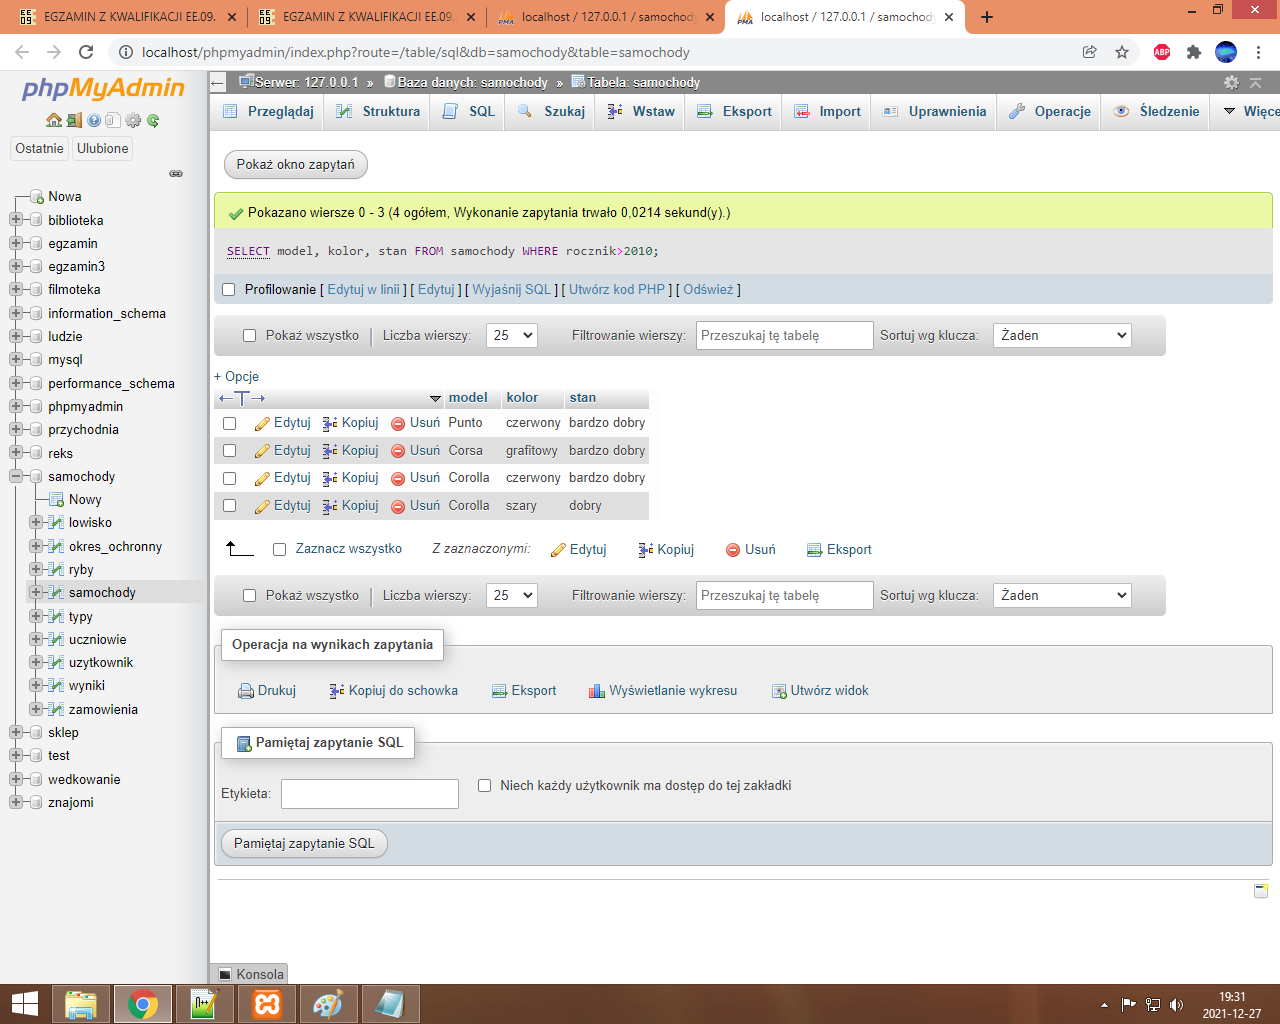 EGZAMIN Z KWALIFIKACJI EE.09.
EGZAMIN Z KWALIFIKACJI EE.09.
localhost / 127.0.0.1 / samochody
localhost / 127.0.0.1 / samochody
localhost/phpmyadmin/index.php?route=/table/sql&db=samochody&table=samochody
ABP
phpMyAdmin
Ostatnie
Ulubione
Nowa
biblioteka
egzamin
egzamin3
filmoteka
information_schema
ludzie
mysql
performance_schema
phpmyadmin
przychodnia
reks
samochody
Nowy
lowisko
okres_ochronny
ryby
samochody
typy
uczniowie
uzytkownik
wyniki
zamowienia
sklep
test
wedkowanie
znajomi
Serwer: 127.0.0.1 » Baza danych: samochody » Tabela: samochody
Przeglądaj Struktura SQL Szukaj Wstaw Eksport Import Uprawnienia Operacje Śledzenie Więce
Pokaż okno zapytań
Pokazano wiersze 0 - 3 (4 ogółem, Wykonanie zapytania trwało 0,0214 sekund(y).)
SELECT model, kolor, stan FROM samochody WHERE rocznik>2010;
Profilowanie [ Edytuj w linii ] [ Edytuj ] [ Wyjaśnij SQL ] [ Utwórz kod PHP ] [ Odśwież ]
Pokaż wszystko | Liczba wierszy: 25 Filtrowanie wierszy: Przeszukaj tę tabelę Sortuj wg klucza: Żaden
+ Opcje
←T→ model kolor stan
Edytuj Kopiuj Usuń Punto czerwony bardzo dobry
Edytuj Kopiuj Usuń Corsa grafitowy bardzo dobry
Edytuj Kopiuj Usuń Corolla czerwony bardzo dobry
Edytuj Kopiuj Usuń Corolla szary dobry
Zaznacz wszystko Z zaznaczonymi: Edytuj Kopiuj Usuń Eksport
Pokaż wszystko | Liczba wierszy: 25 Filtrowanie wierszy: Przeszukaj tę tabelę Sortuj wg klucza: Żaden
Operacja na wynikach zapytania
Drukuj Kopiuj do schowka Eksport Wyświetlanie wykresu Utwórz widok
Pamiętaj zapytanie SQL
Etykieta: Niech każdy użytkownik ma dostęp do tej zakładki
Pamiętaj zapytanie SQL
Konsola
19:31
2021-12-27